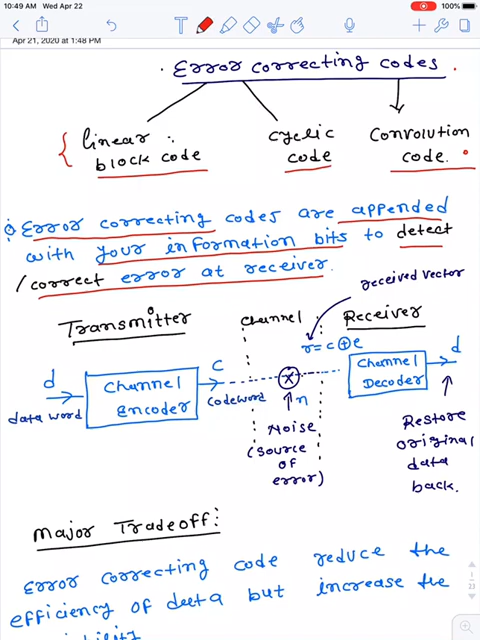 10:49 AM Wed Apr 22
100%
Apr 21, 2020 at 1:48 PM
Error correcting codes.
linear block code
cyclic code
Convolution code.
Error correcting codes are appended
with your information bits to detect
/correct error at receiver.
received vector
Transmitter
Channel
Receiver
r=c⊕e
d
data word
Channel Encoder
C
codeword
n
Noise
(source of error)
Channel Decoder
d
Restore original data back.
Major Tradeoff:
Error correcting code reduce the
efficiency of data but increase the
1
23